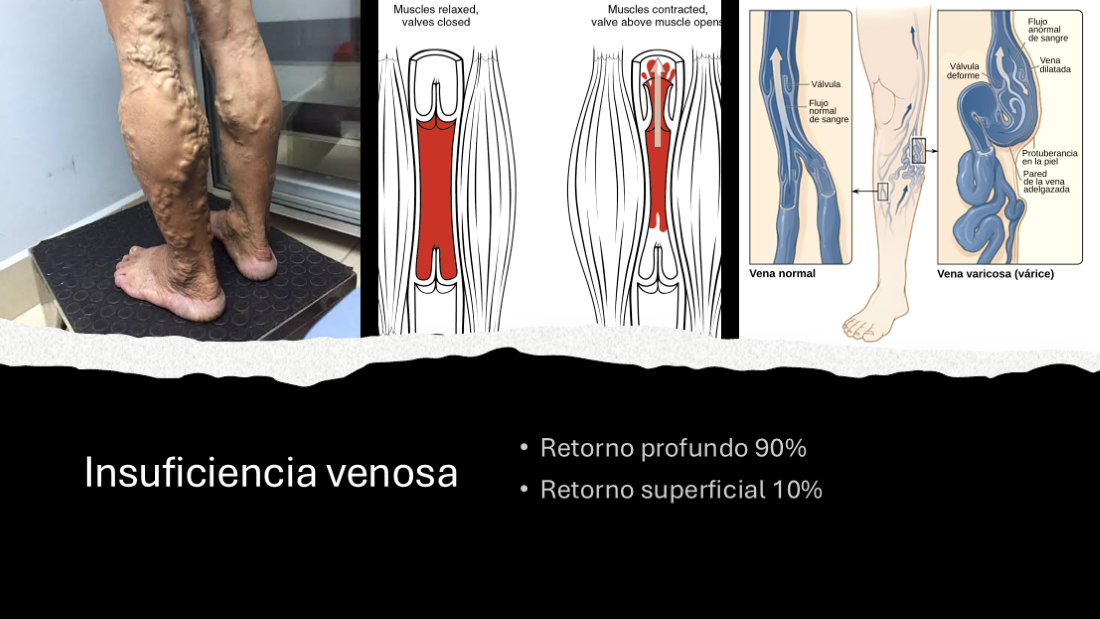 Muscles relaxed,
valves closed
Muscles contracted,
valve above muscle opens
Válvula
Flujo
normal
de sangre
Vena normal
Flujo
anormal
de sangre
Válvula
deforme
Vena
dilatada
Protuberancia
en la piel
Pared
de la vena
adelgazada
Vena varicosa (várice)
Insuficiencia venosa
• Retorno profundo 90%
• Retorno superficial 10%